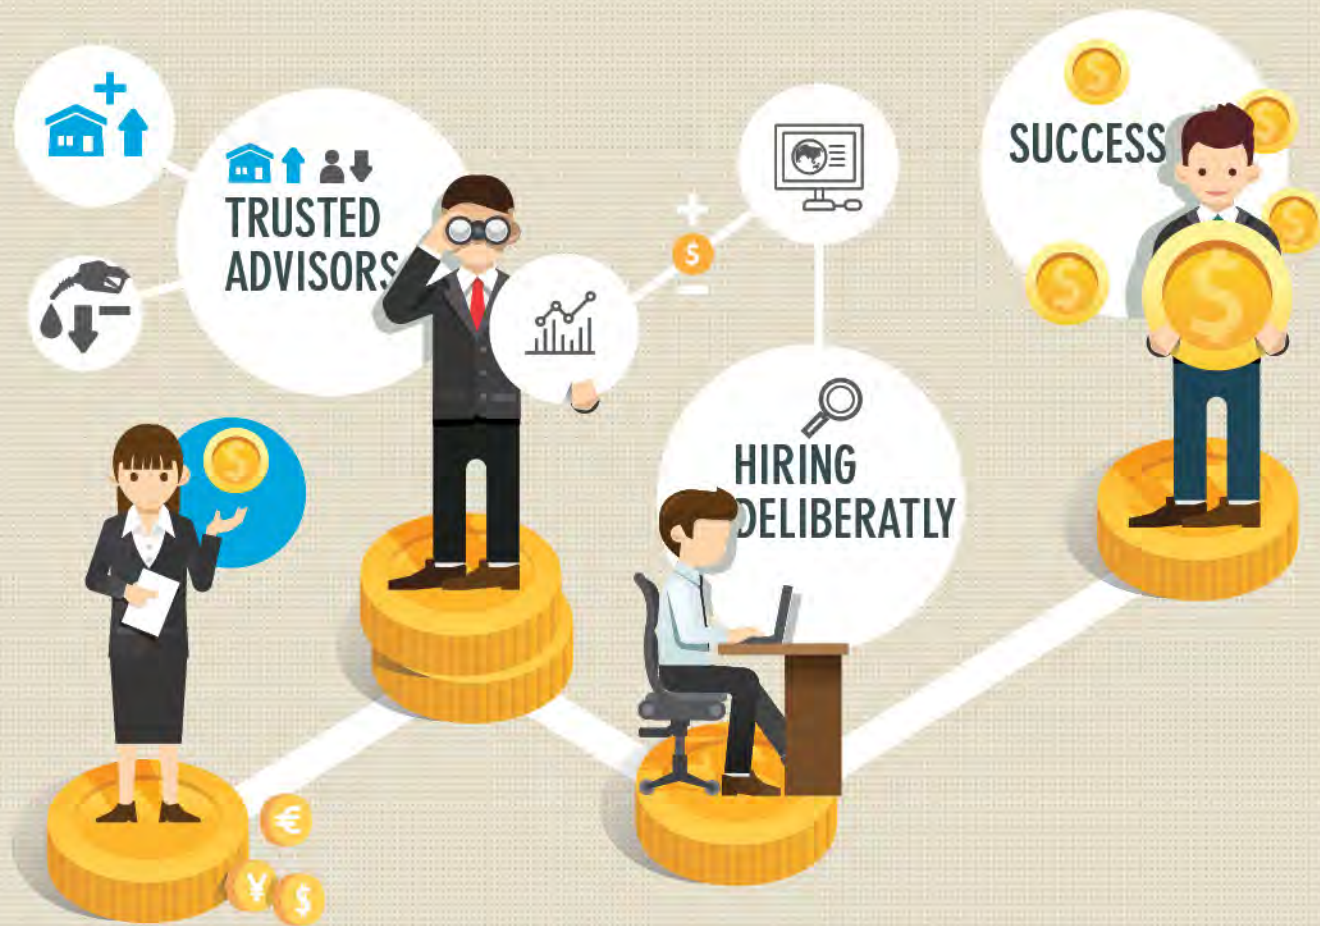 TRUSTED
ADVISORS
SUCCESS
HIRING
DELIBERATLY
$
$
$
$
$
$
$
€
¥
$